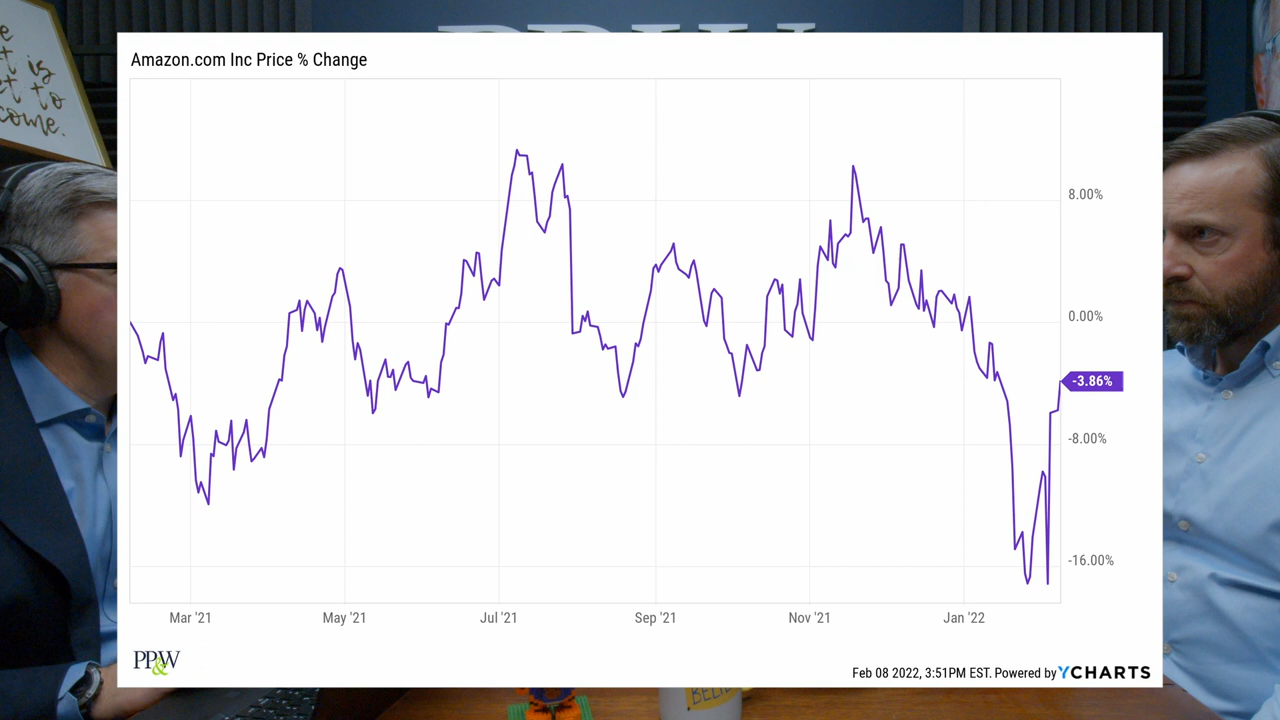 is
t to
come.
Amazon.com Inc Price % Change
8.00%
0.00%
-3.86%
-8.00%
-16.00%
Mar '21
May '21
Jul '21
Sep '21
Nov '21
Jan '22
PP&W
Feb 08 2022, 3:51PM EST. Powered by YCHARTS